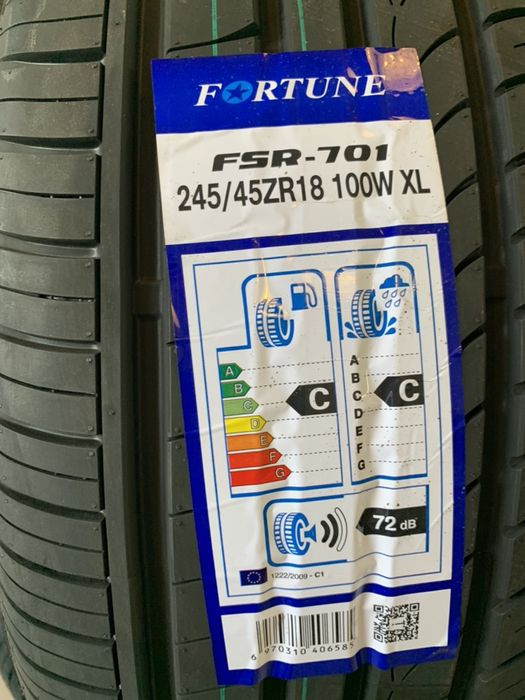 FORTUNE
FSR-701
245/45ZR18 100W XL
A
B
C
D
E
F
G
C
A
B
C
D
E
F
G
C
72 dB
1222/2009 - C1
6 970310 406585